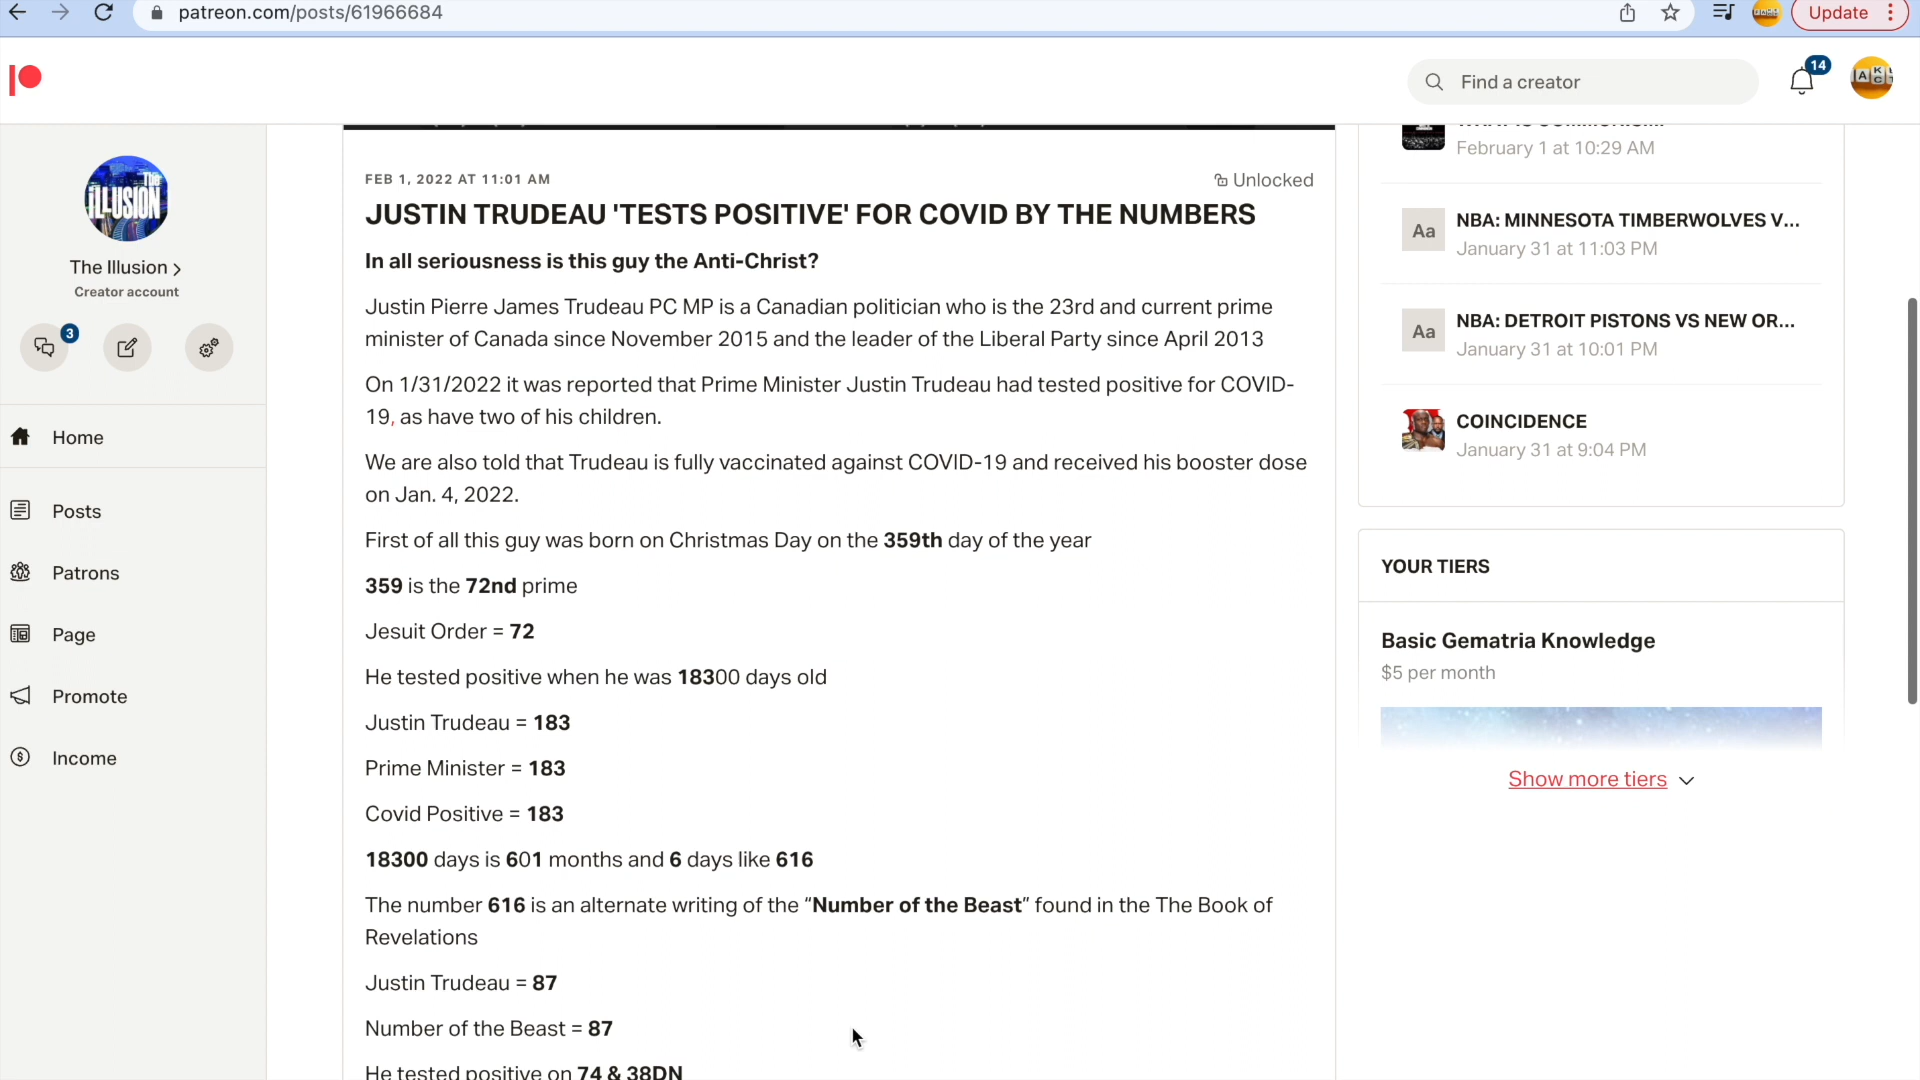 patreon.com/posts/61966684
Update
Find a creator
14
THE ILLUSION
The Illusion
Creator account
3
Home
Posts
Patrons
Page
Promote
Income
FEB 1, 2022 AT 11:01 AM
Unlocked
JUSTIN TRUDEAU 'TESTS POSITIVE' FOR COVID BY THE NUMBERS
In all seriousness is this guy the Anti-Christ?
Justin Pierre James Trudeau PC MP is a Canadian politician who is the 23rd and current prime
minister of Canada since November 2015 and the leader of the Liberal Party since April 2013
On 1/31/2022 it was reported that Prime Minister Justin Trudeau had tested positive for COVID-
19, as have two of his children.
We are also told that Trudeau is fully vaccinated against COVID-19 and received his booster dose
on Jan. 4, 2022.
First of all this guy was born on Christmas Day on the 359th day of the year
359 is the 72nd prime
Jesuit Order = 72
He tested positive when he was 18300 days old
Justin Trudeau = 183
Prime Minister = 183
Covid Positive = 183
18300 days is 601 months and 6 days like 616
The number 616 is an alternate writing of the “Number of the Beast” found in the The Book of
Revelations
Justin Trudeau = 87
Number of the Beast = 87
He tested positive on 74 & 38DN
February 1 at 10:29 AM
Aa
NBA: MINNESOTA TIMBERWOLVES V...
January 31 at 11:03 PM
Aa
NBA: DETROIT PISTONS VS NEW OR...
January 31 at 10:01 PM
COINCIDENCE
January 31 at 9:04 PM
YOUR TIERS
Basic Gematria Knowledge
$5 per month
Show more tiers